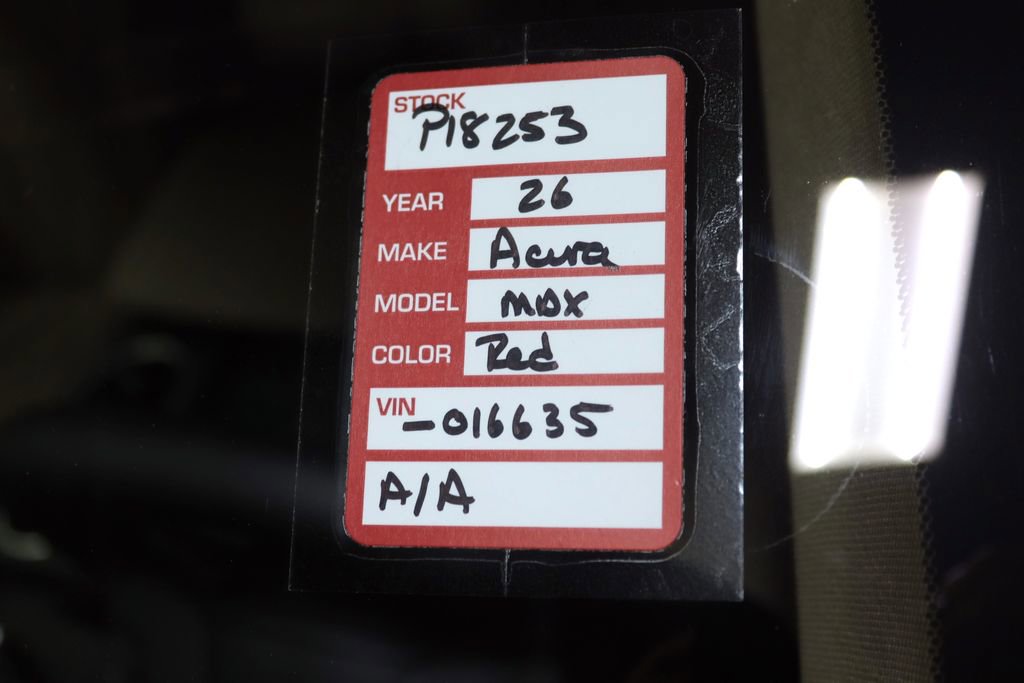 STOCK
P18253
YEAR 26
MAKE Acura
MODEL MDX
COLOR Red
VIN -016635
A/A